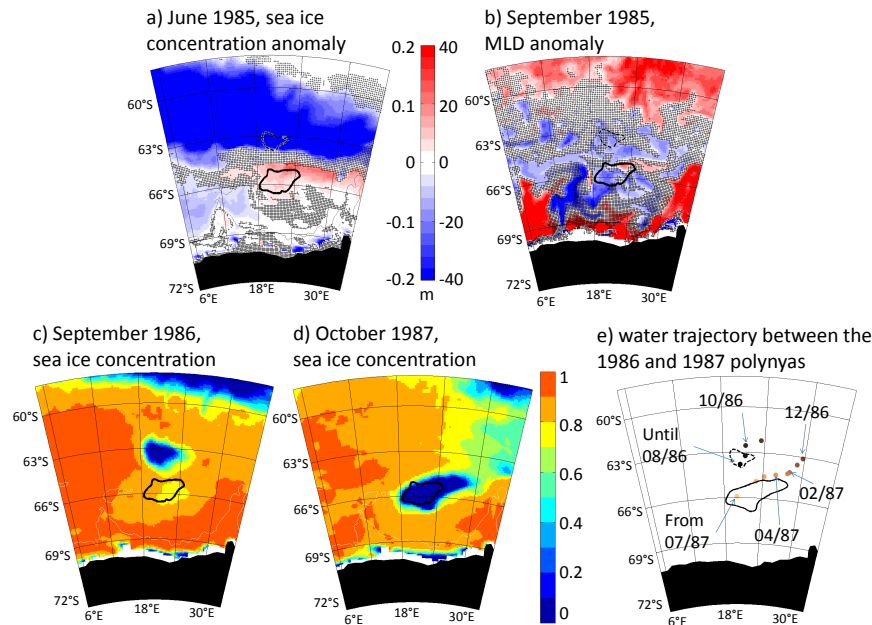 a) June 1985, sea ice
concentration anomaly
b) September 1985,
MLD anomaly
60°S
63°S
66°S
69°S
72°S
6°E
18°E
30°E
0.2
0.1
0
-0.1
-0.2
40
20
0
-20
-40
m
60°S
63°S
66°S
69°S
72°S
6°E
18°E
30°E
c) September 1986,
sea ice concentration
d) October 1987,
sea ice concentration
e) water trajectory between the
1986 and 1987 polynyas
60°S
63°S
66°S
69°S
72°S
6°E
18°E
30°E
60°S
63°S
66°S
69°S
72°S
6°E
18°E
30°E
1
0.8
0.6
0.4
0.2
0
60°S
63°S
66°S
69°S
72°S
6°E
18°E
30°E
10/86
12/86
Until
08/86
02/87
From
07/87
04/87